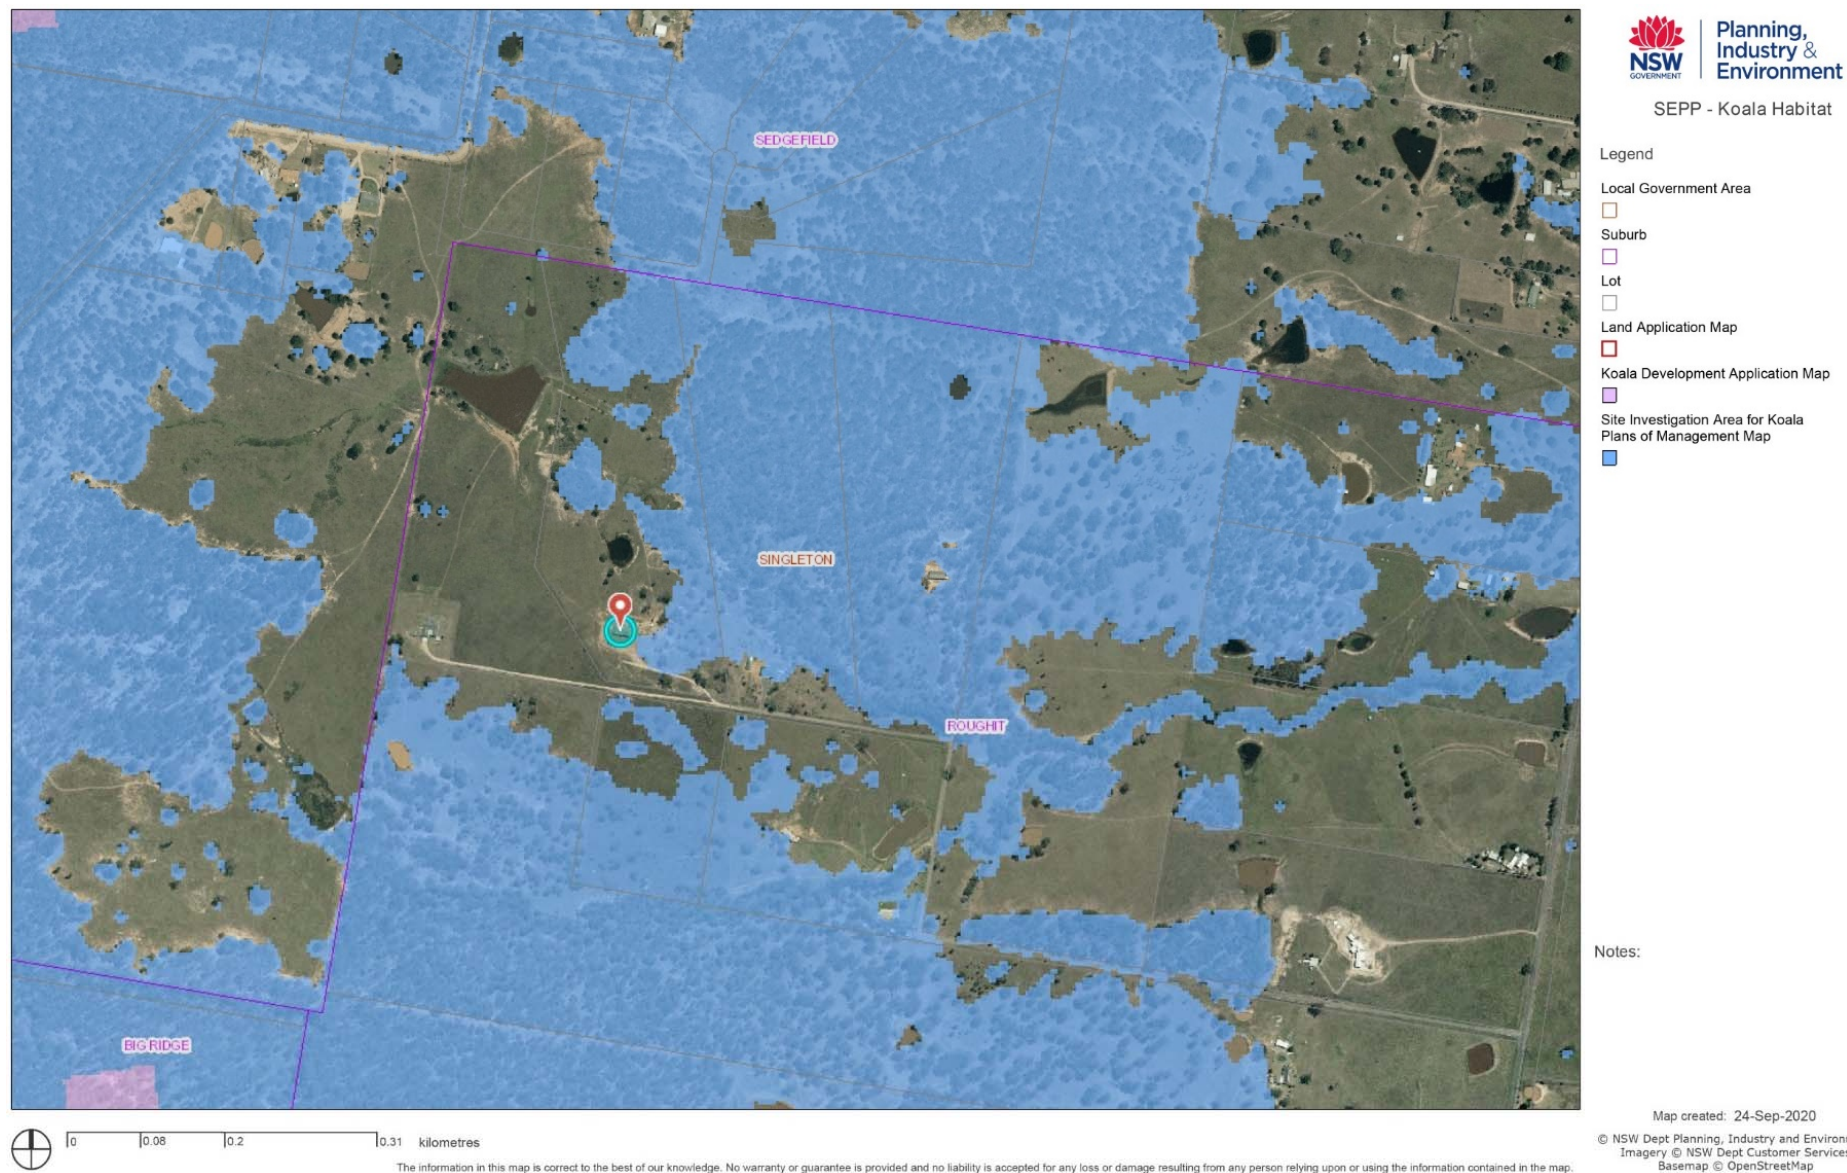 NSW
GOVERNMENT
Planning,
Industry &
Environment
SEPP - Koala Habitat
Legend
Local Government Area
Suburb
Lot
Land Application Map
Koala Development Application Map
Site Investigation Area for Koala
Plans of Management Map
SEDGEFIELD
SINGLETON
ROUGHIT
BIG RIDGE
Notes:
Map created: 24-Sep-2020
© NSW Dept Planning, Industry and Environ
Imagery © NSW Dept Customer Service
Basemap © OpenStreetMap
0 0.08 0.2 0.31 kilometres
The information in this map is correct to the best of our knowledge. No warranty or guarantee is provided and no liability is accepted for any loss or damage resulting from any person relying upon or using the information contained in the map.